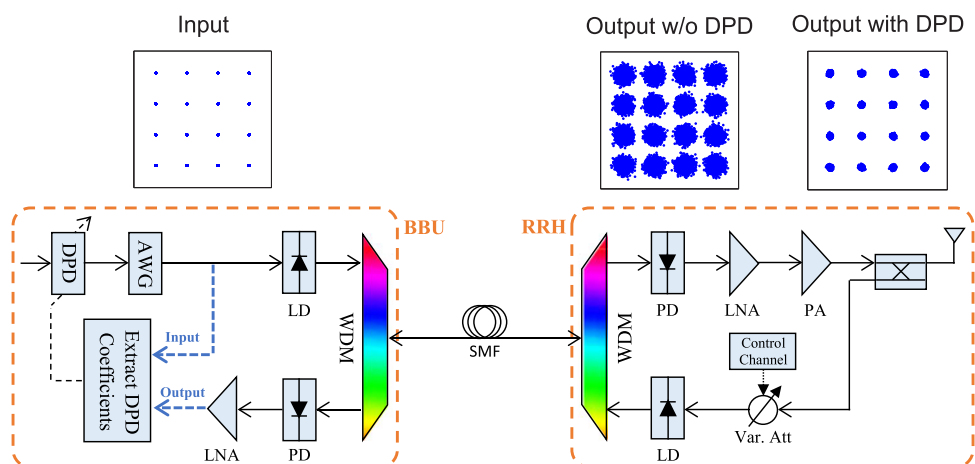 Input
Output w/o DPD
Output with DPD
BBU
RRH
DPD
AWG
LD
WDM
Input
Extract DPD
Coefficients
Output
LNA
PD
SMF
WDM
PD
LNA
PA
Control
Channel
Var. Att
LD